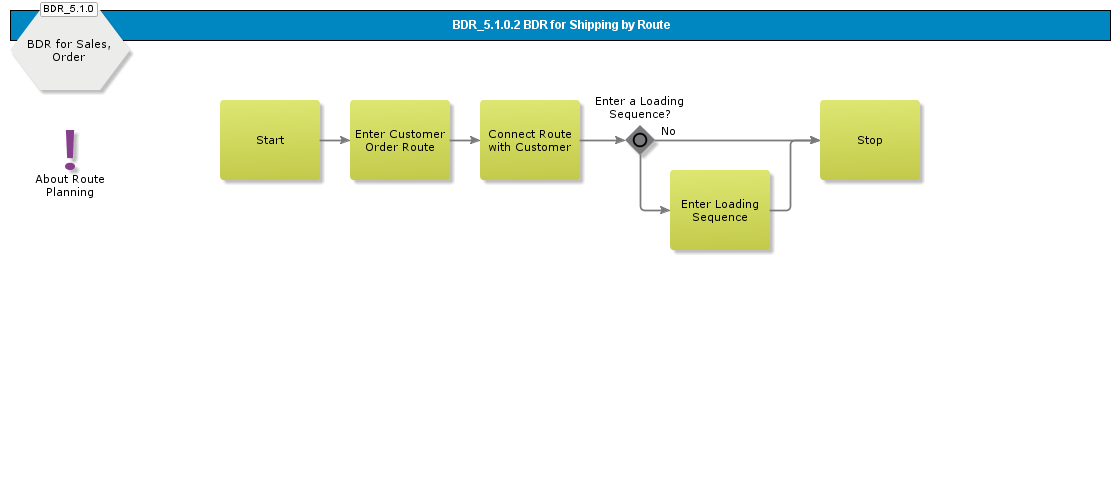 BDR_5.1.0
BDR_5.1.0.2 BDR for Shipping by Route
BDR for Sales,
Order
About Route
Planning
Start
Enter Customer
Order Route
Connect Route
with Customer
Enter a Loading
Sequence?
No
Enter Loading
Sequence
Stop